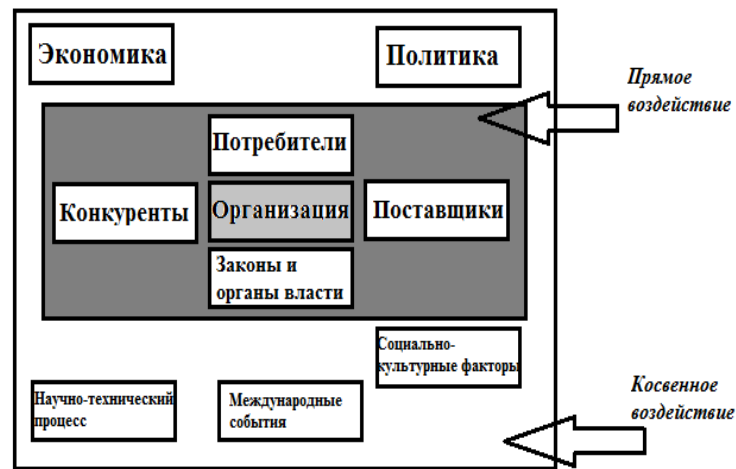 Экономика
Политика
Прямое
воздействие
Потребители
Конкуренты
Организация
Поставщики
Законы и
органы власти
Социально-
культурные факторы
Научно-технический
процесс
Международные
события
Косвенное
воздействие